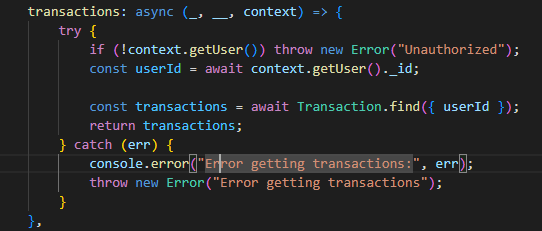 transactions: async (_, __, context) => {
try {
if (!context.getUser()) throw new Error("Unauthorized");
const userId = await context.getUser()._id;
const transactions = await Transaction.find({ userId });
return transactions;
} catch (err) {
console.error("Error getting transactions:", err);
throw new Error("Error getting transactions");
}
},